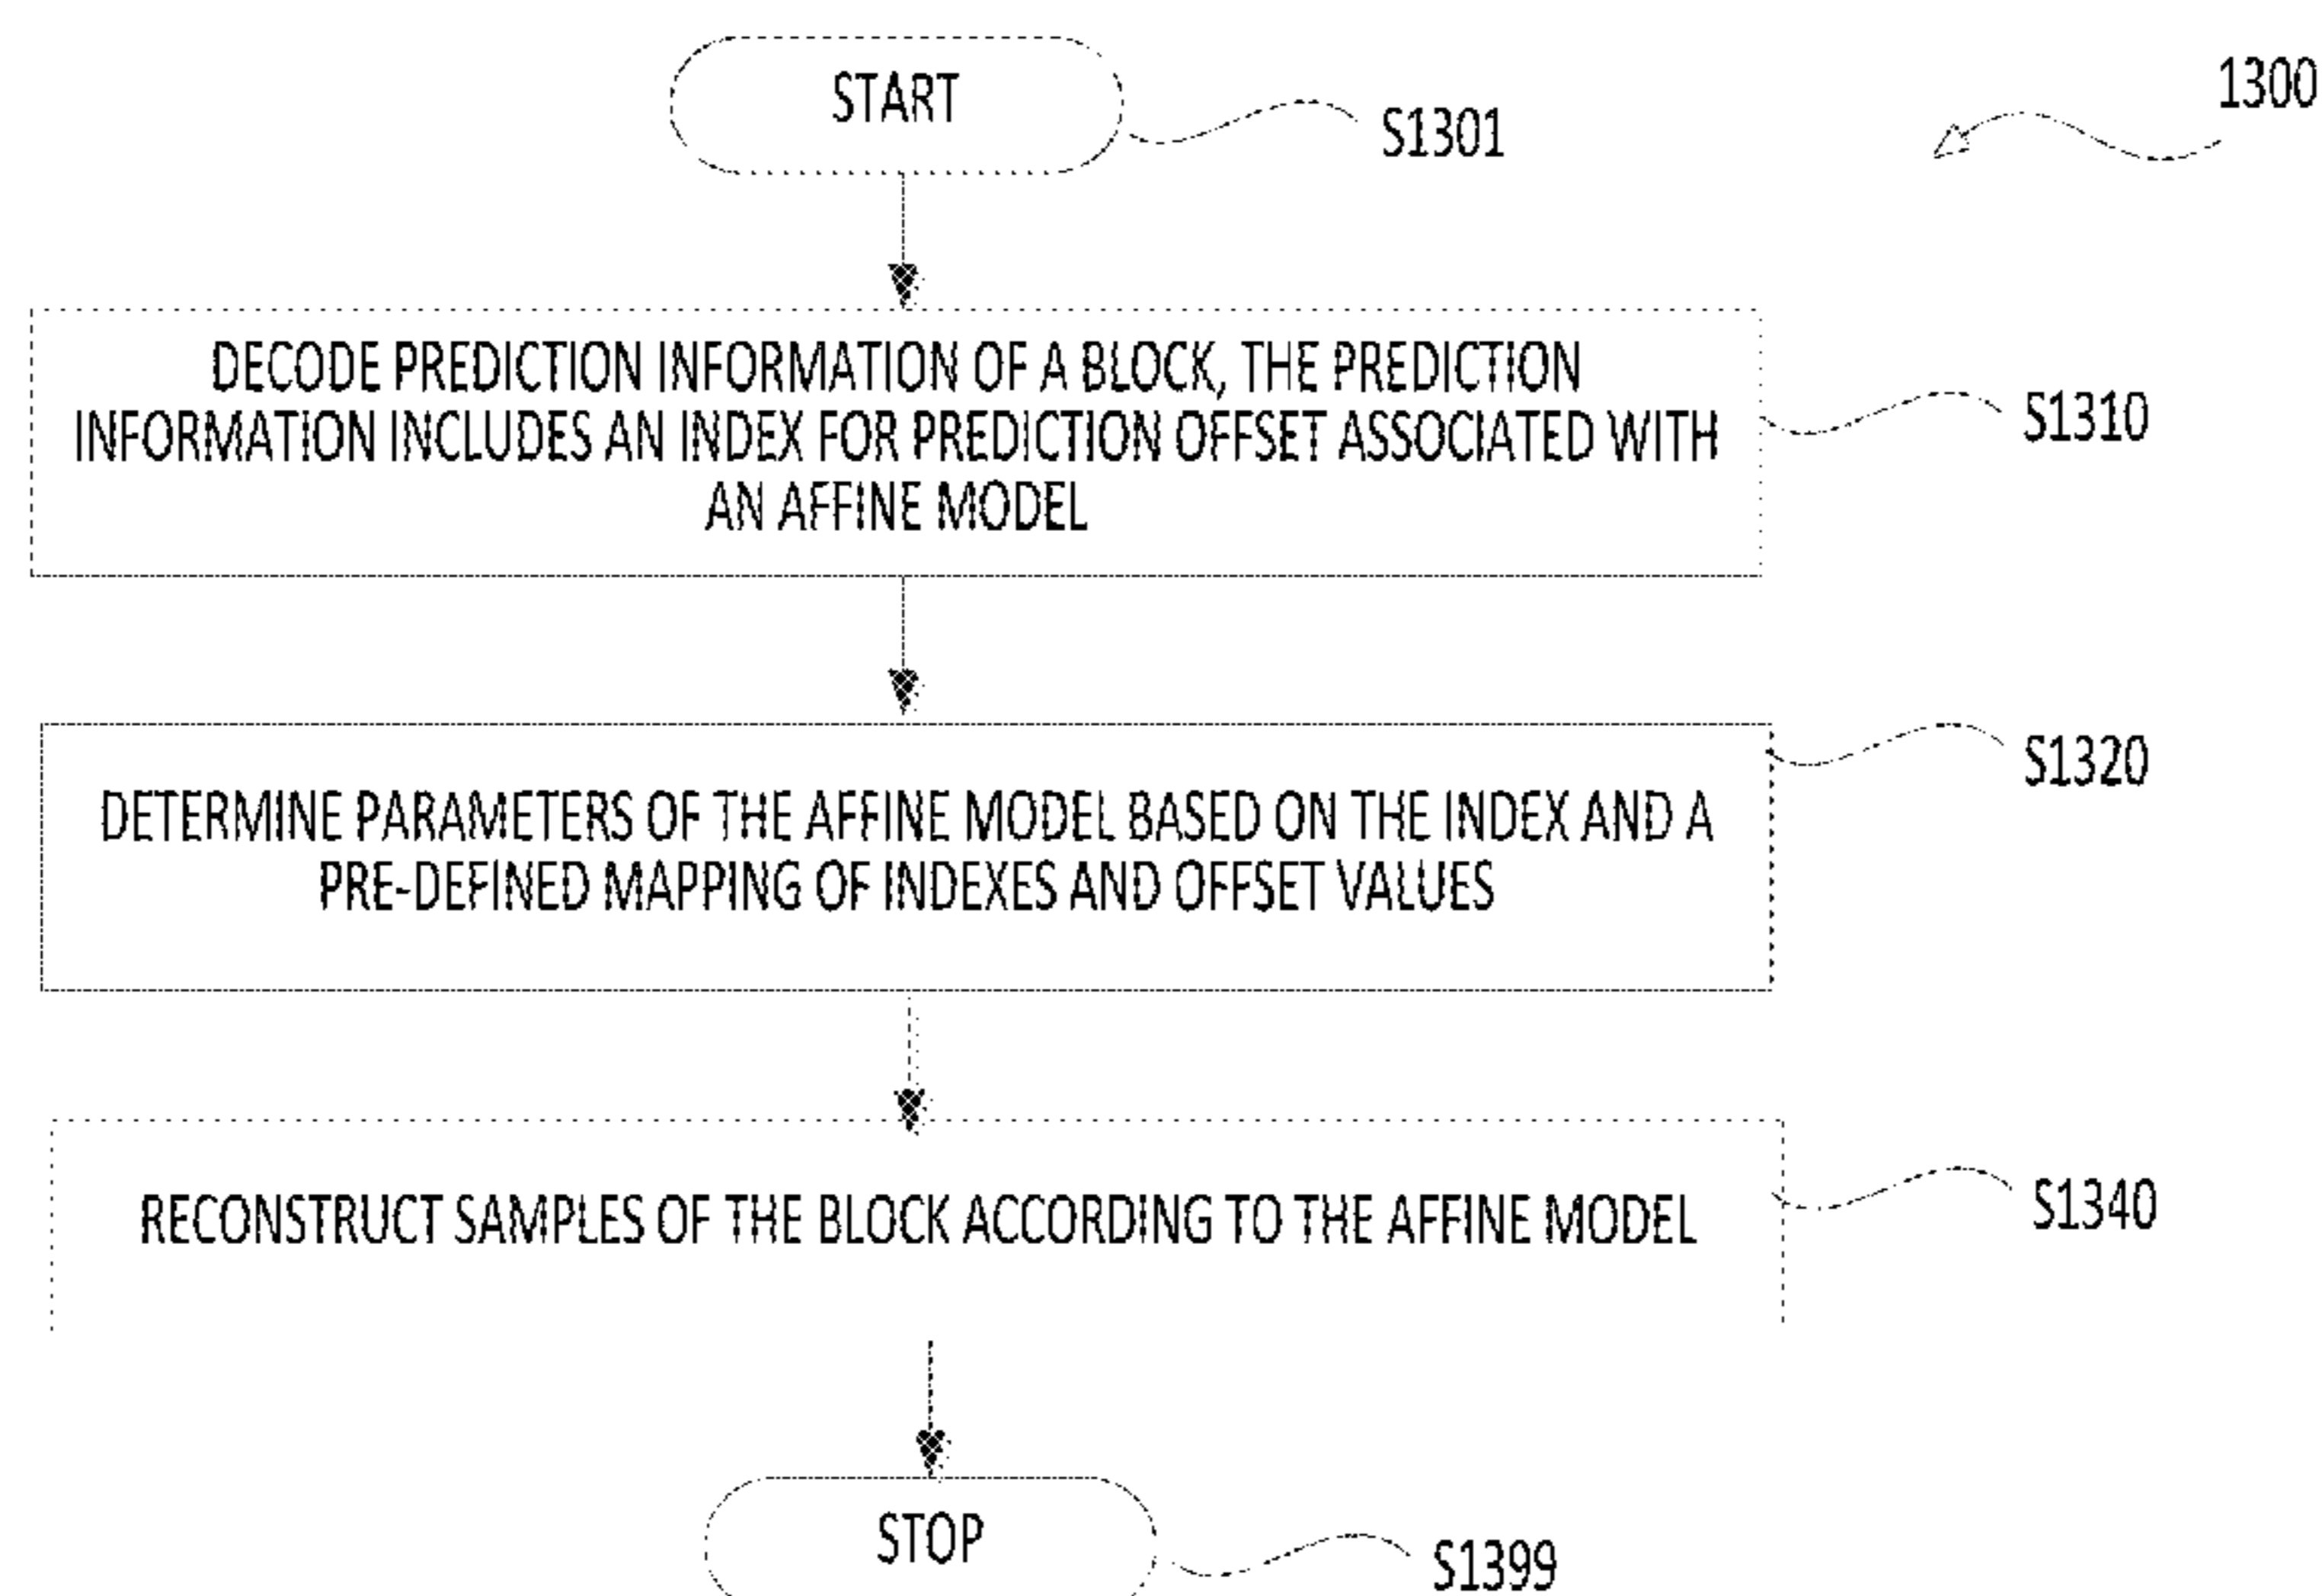 START
S1301
1300
DECODE PREDICTION INFORMATION OF A BLOCK, THE PREDICTION
INFORMATION INCLUDES AN INDEX FOR PREDICTION OFFSET ASSOCIATED WITH
AN AFFINE MODEL
S1310
DETERMINE PARAMETERS OF THE AFFINE MODEL BASED ON THE INDEX AND A
PRE-DEFINED MAPPING OF INDEXES AND OFFSET VALUES
S1320
RECONSTRUCT SAMPLES OF THE BLOCK ACCORDING TO THE AFFINE MODEL
S1340
STOP
S1399